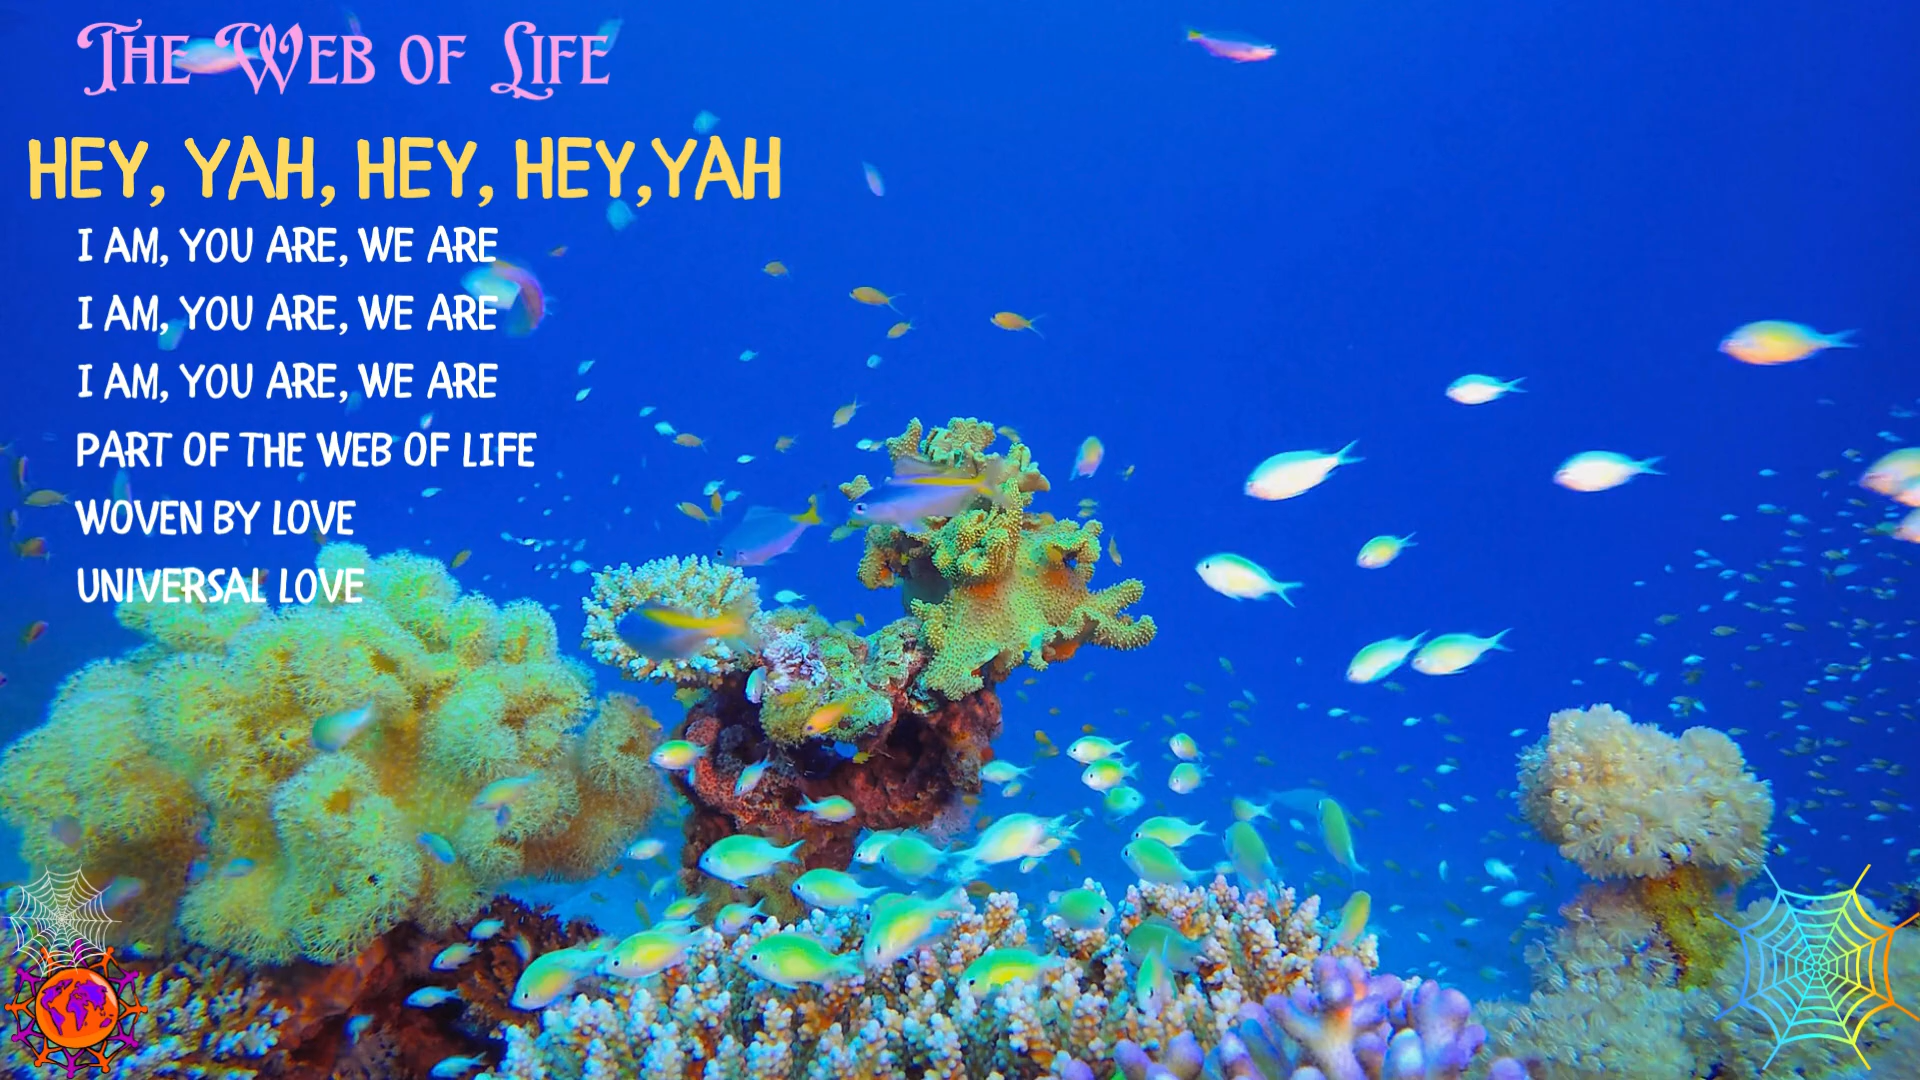 The Web of Life
HEY, YAH, HEY, HEY,YAH
I AM, YOU ARE, WE ARE
I AM, YOU ARE, WE ARE
I AM, YOU ARE, WE ARE
PART OF THE WEB OF LIFE
WOVEN BY LOVE
UNIVERSAL LOVE